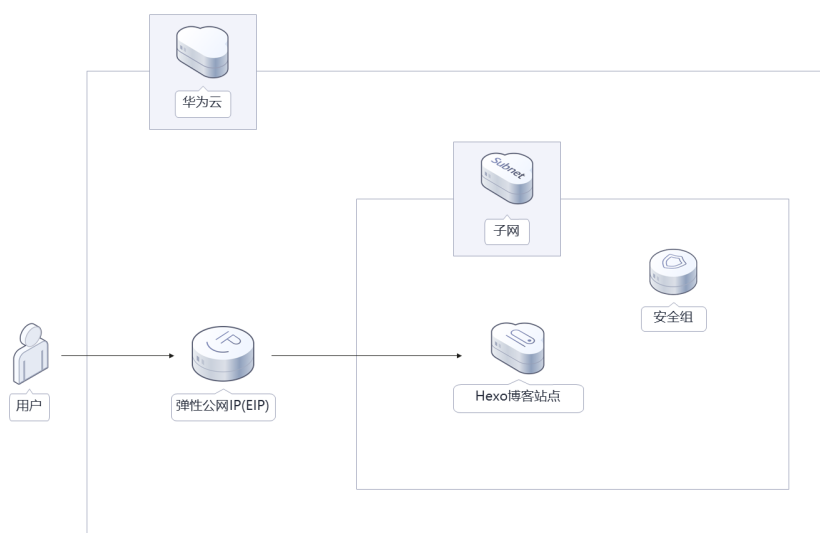 华为云
Subnet
子网
安全组
用户
IP
弹性公网IP(EIP)
Hexo博客站点